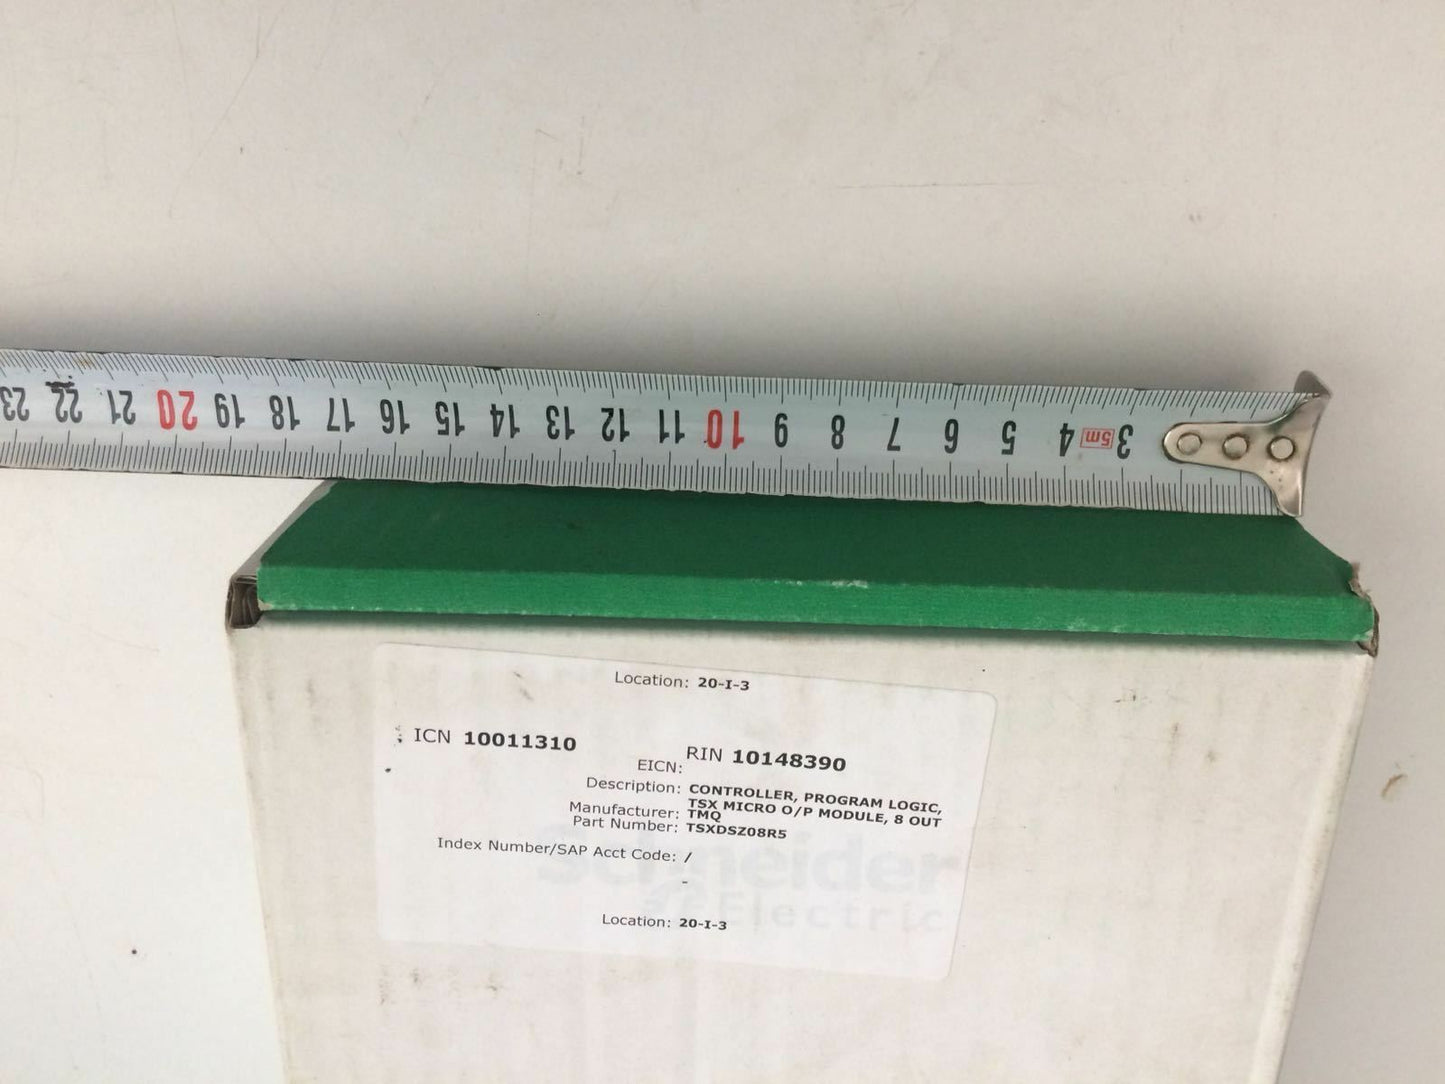 23 22 21 20 19 18 17 16 15 14 13 12 11 10 9 8 7 6 5 4 5m 3
Location: 20-I-3
ICN 10011310
RIN 10148390
EICN:
Description: CONTROLLER, PROGRAM LOGIC,
TSX MICRO O/P MODULE, 8 OUT
Manufacturer: TMQ
Part Number: TSXDSZ08R5
Index Number/SAP Acct Code: /
-
Schneider
Electric
Location: 20-I-3